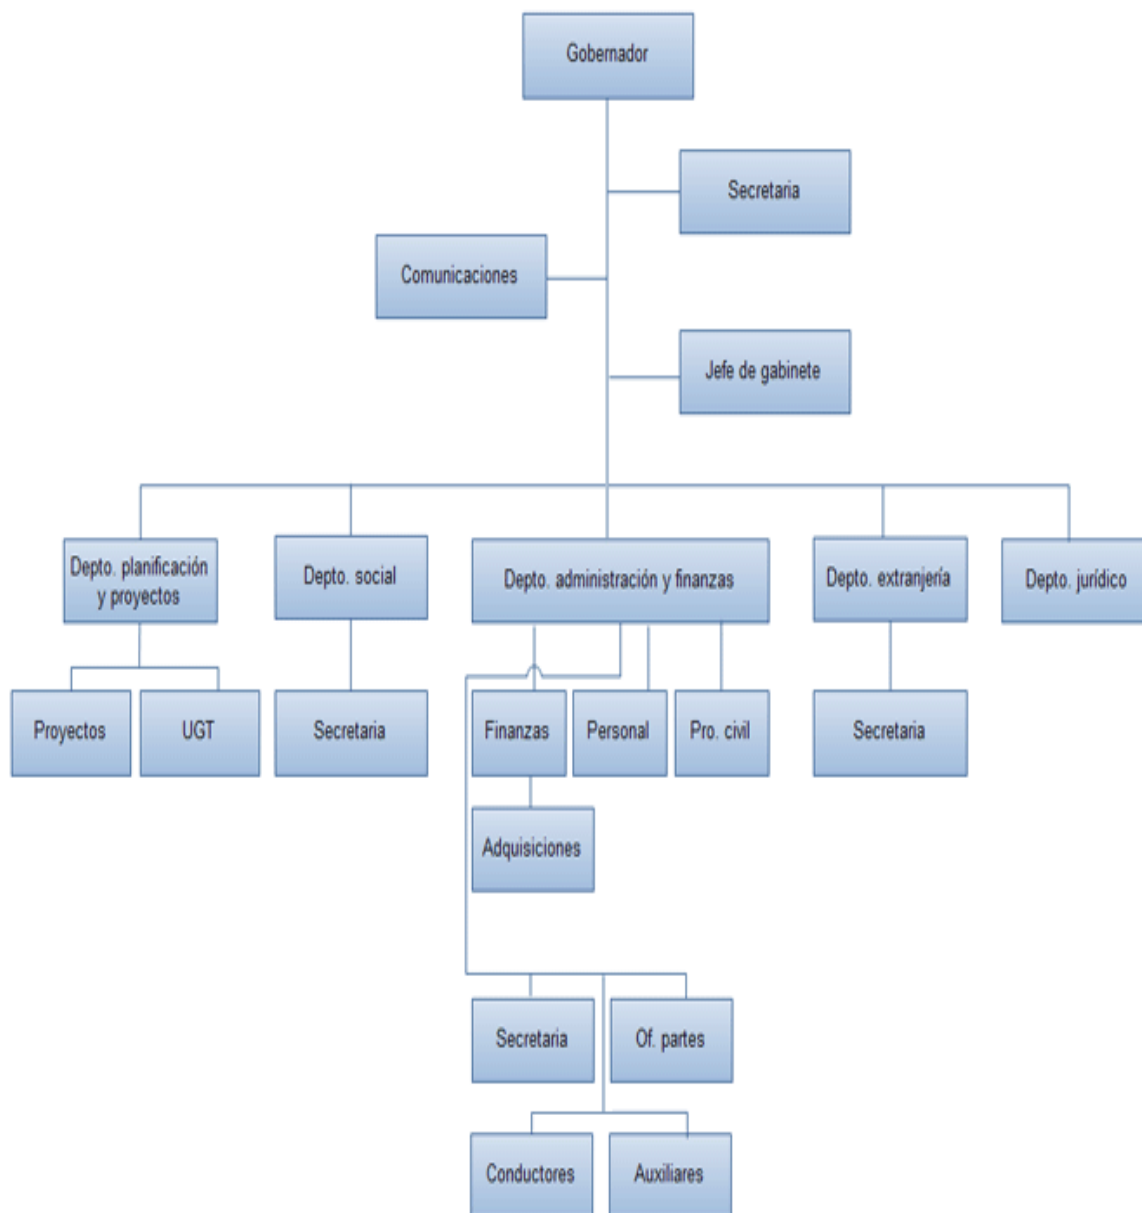 Gobernador
Secretaria
Comunicaciones
Jefe de gabinete
Depto. planificación
y proyectos
Depto. social
Depto. administración y finanzas
Depto. extranjería
Depto. jurídico
Proyectos
UGT
Secretaria
Finanzas
Personal
Pro. civil
Secretaria
Adquisiciones
Secretaria
Of. partes
Conductores
Auxiliares